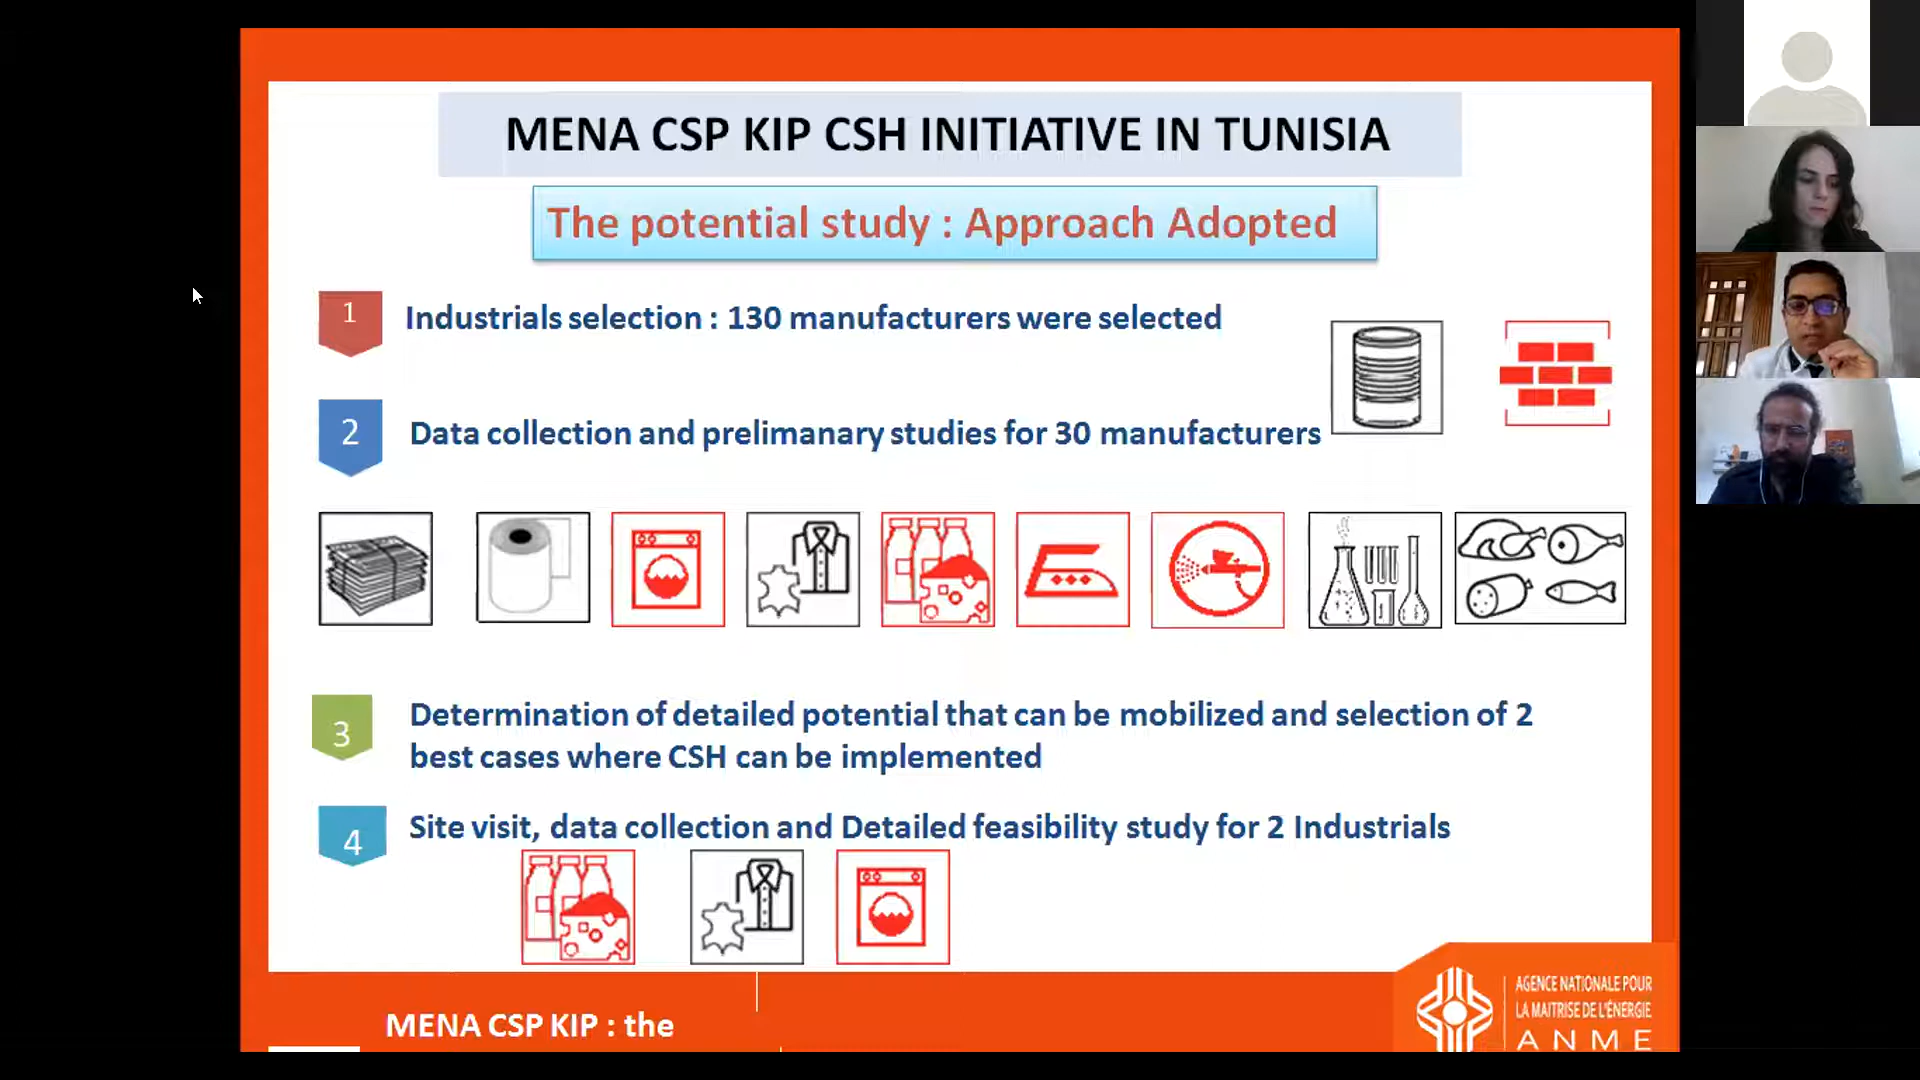 MENA CSP KIP CSH INITIATIVE IN TUNISIA
The potential study : Approach Adopted
1
Industrials selection : 130 manufacturers were selected
2
Data collection and prelimanary studies for 30 manufacturers
3
Determination of detailed potential that can be mobilized and selection of 2
best cases where CSH can be implemented
4
Site visit, data collection and Detailed feasibility study for 2 Industrials
MENA CSP KIP : the
AGENCE NATIONALE POUR
LA MAITRISE DE L'ÉNERGIE
ANME